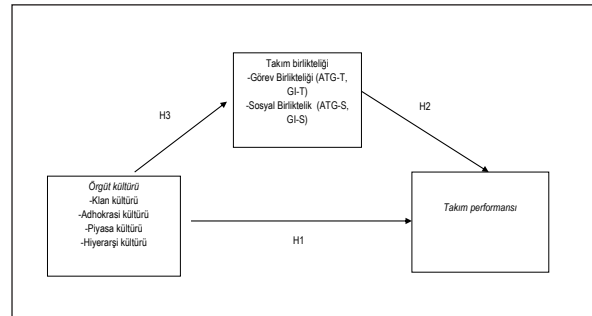 Takım birlikteliği
-Görev Birlikteliği (ATG-T,
GI-T)
-Sosyal Birliktelik (ATG-S,
GI-S)
H3
H2
Örgüt kültürü
-Klan kültürü
-Adhokrasi kültürü
-Piyasa kültürü
-Hiyerarşi kültürü
Takım performansı
H1